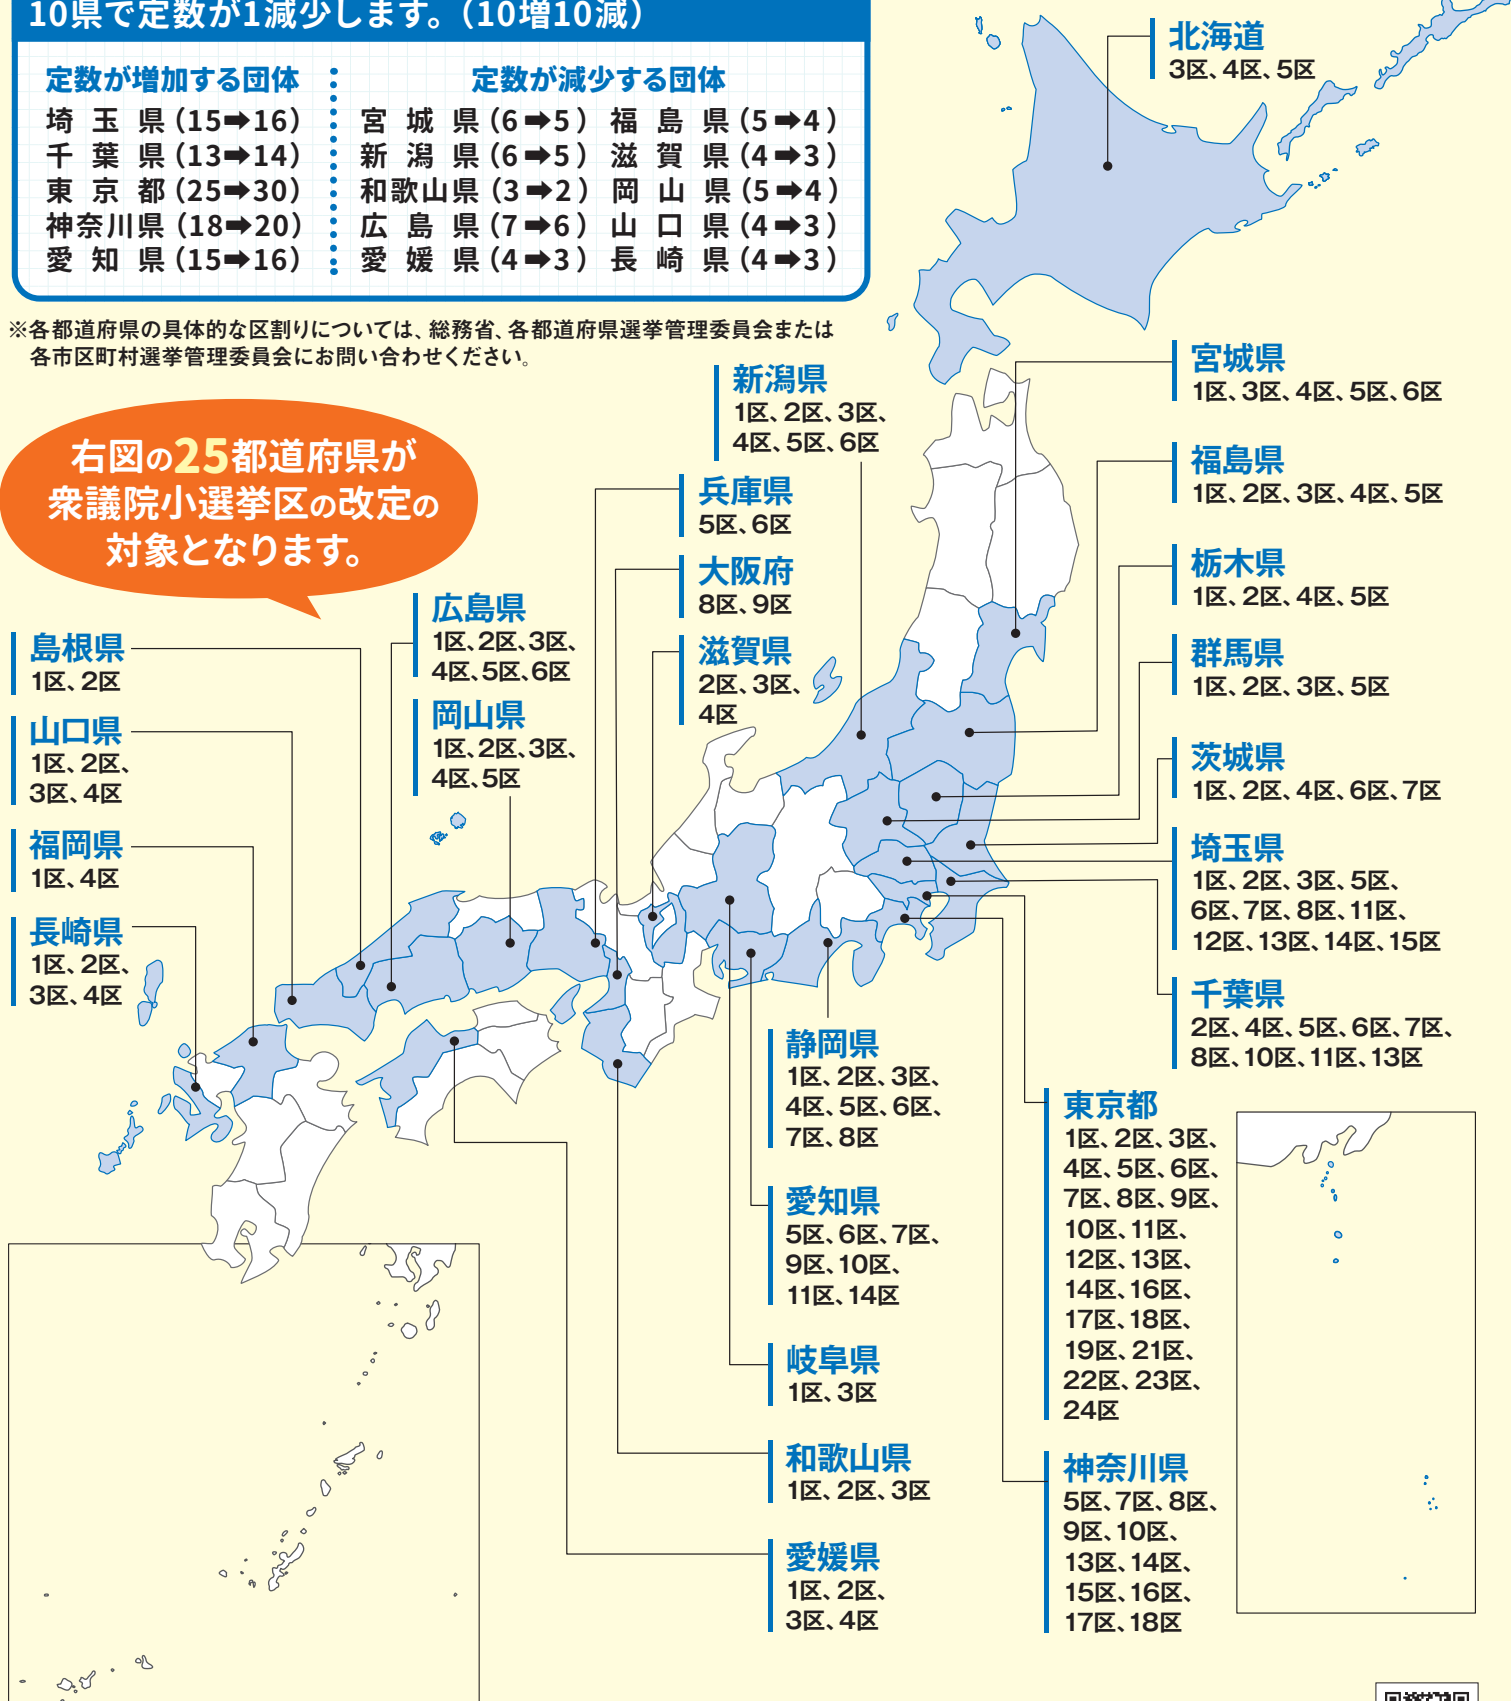 10県で定数が1減少します。（10増10減）
定数が増加する団体
埼玉県（15➡16）
千葉県（13➡14）
東京都（25➡30）
神奈川県（18➡20）
愛知県（15➡16）
定数が減少する団体
宮城県（6➡5） 福島県（5➡4）
新潟県（6➡5） 滋賀県（4➡3）
和歌山県（3➡2） 岡山県（5➡4）
広島県（7➡6） 山口県（4➡3）
愛媛県（4➡3） 長崎県（4➡3）
※各都道府県の具体的な区割りについては、総務省、各都道府県選挙管理委員会または
各市区町村選挙管理委員会にお問い合わせください。
右図の25都道府県が
衆議院小選挙区の改定の
対象となります。
北海道
3区、4区、5区
宮城県
1区、3区、4区、5区、6区
福島県
1区、2区、3区、4区、5区
栃木県
1区、2区、4区、5区
群馬県
1区、2区、3区、5区
茨城県
1区、2区、4区、6区、7区
埼玉県
1区、2区、3区、5区、
6区、7区、8区、11区、
12区、13区、14区、15区
千葉県
2区、4区、5区、6区、7区、
8区、10区、11区、13区
東京都
1区、2区、3区、
4区、5区、6区、
7区、8区、9区、
10区、11区、
12区、13区、
14区、16区、
17区、18区、
19区、21区、
22区、23区、
24区
神奈川県
5区、7区、8区、
9区、10区、
13区、14区、
15区、16区、
17区、18区
新潟県
1区、2区、3区、
4区、5区、6区
兵庫県
5区、6区
大阪府
8区、9区
滋賀県
2区、3区、
4区
広島県
1区、2区、3区、
4区、5区、6区
岡山県
1区、2区、3区、
4区、5区
島根県
1区、2区
山口県
1区、2区、
3区、4区
福岡県
1区、4区
長崎県
1区、2区、
3区、4区
静岡県
1区、2区、3区、
4区、5区、6区、
7区、8区
愛知県
5区、6区、7区、
9区、10区、
11区、14区
岐阜県
1区、3区
和歌山県
1区、2区、3区
愛媛県
1区、2区、
3区、4区